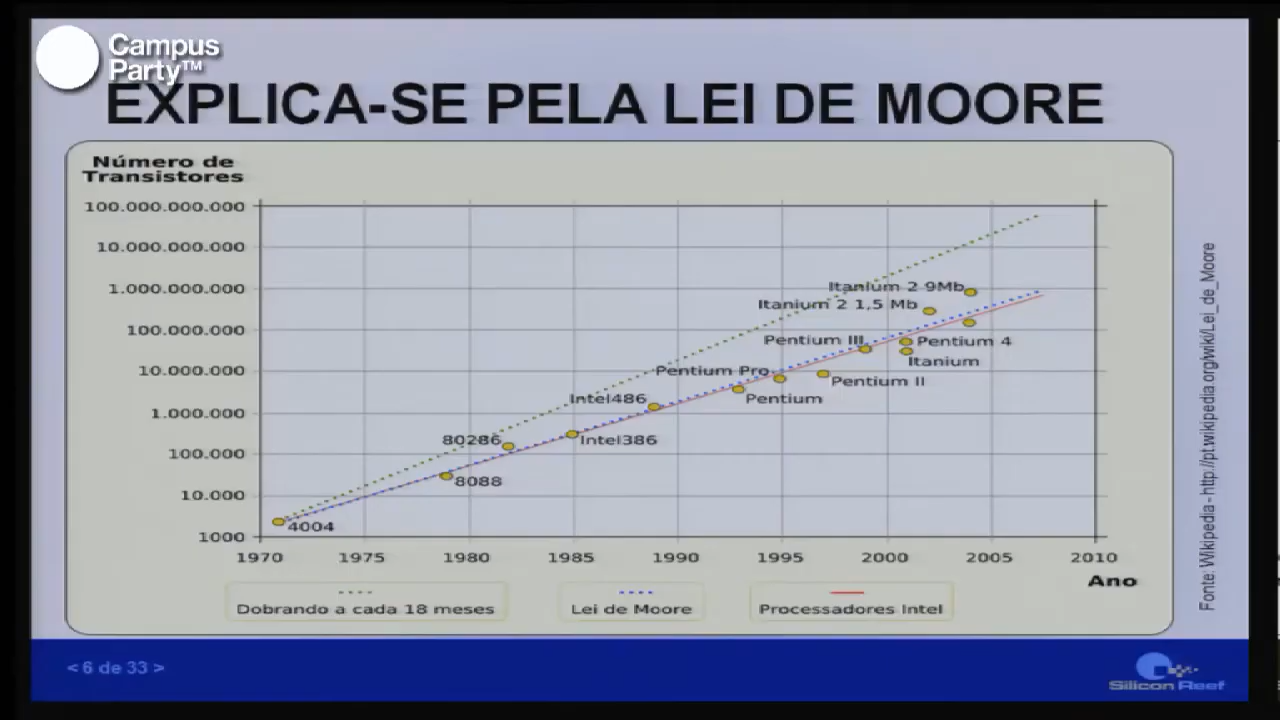 Campus
Party™
EXPLICA-SE PELA LEI DE MOORE
Número de
Transistores
100.000.000.000
10.000.000.000
1.000.000.000
100.000.000
10.000.000
1.000.000
100.000
10.000
1000
Itanium 2 9Mb
Itanium 2 1,5 Mb
Pentium III
Pentium 4
Itanium
Pentium Pro
Pentium II
Intel486
Pentium
80286
Intel386
8088
4004
1970 1975 1980 1985 1990 1995 2000 2005 2010
Ano
Dobrando a cada 18 meses
Lei de Moore
Processadores Intel
Fonte: Wikipedia - http://pt.wikipedia.org/wiki/Lei_de_Moore
< 6 de 33 >
Silicon Reef